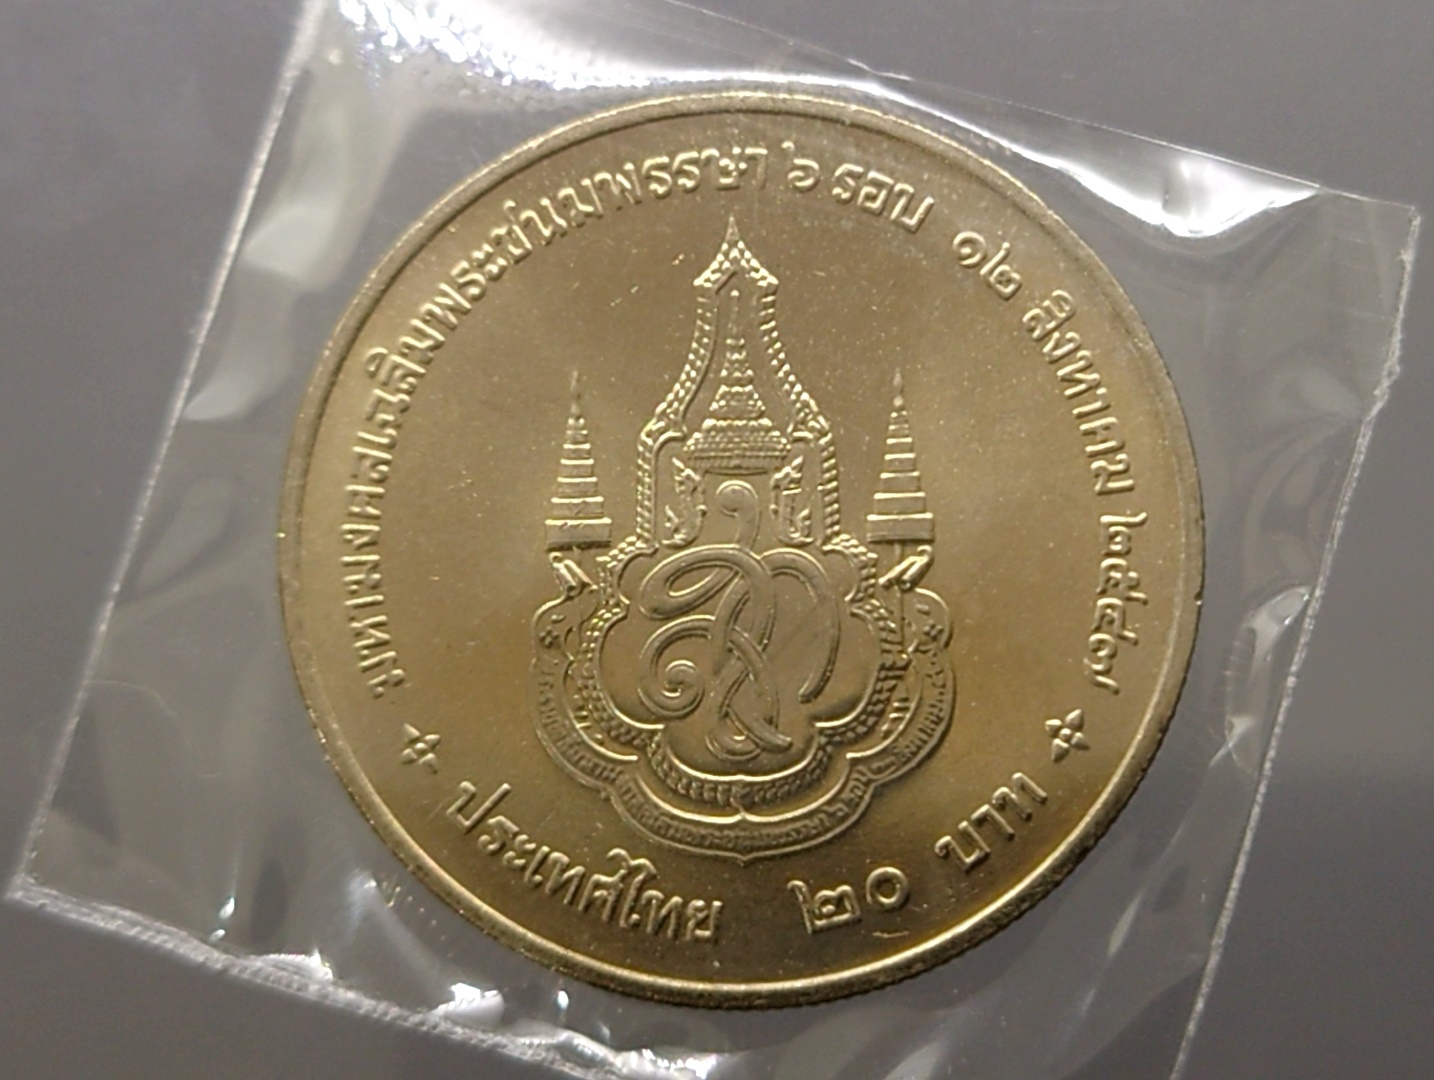 มหามงคลเฉลิมพระชนมพรรษา ๖ รอบ ๑๒ สิงหาคม ๒๕๔๗
ประเทศไทย ๒๐ บาท